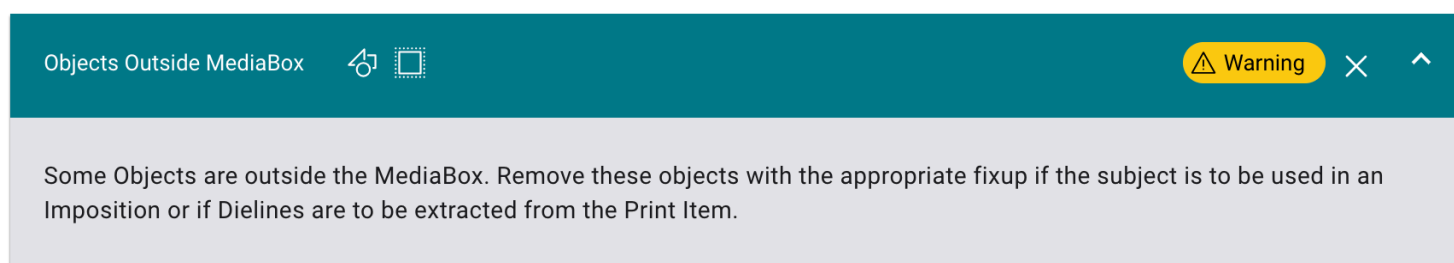 Objects Outside MediaBox
Warning
Some Objects are outside the MediaBox. Remove these objects with the appropriate fixup if the subject is to be used in an
Imposition or if Dielines are to be extracted from the Print Item.